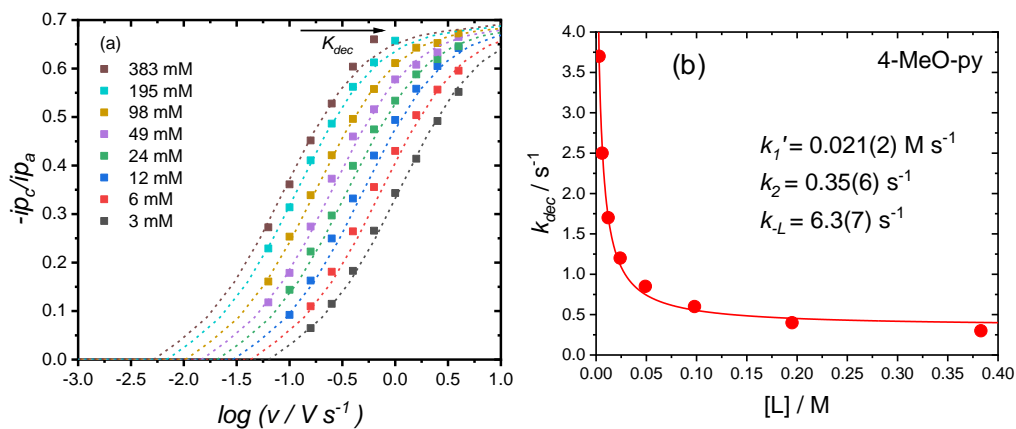 (a)
K_dec
383 mM
195 mM
98 mM
49 mM
24 mM
12 mM
6 mM
3 mM
-ip_c/ip_a
0.7
0.6
0.5
0.4
0.3
0.2
0.1
0.0
-3.0 -2.5 -2.0 -1.5 -1.0 -0.5 0.0 0.5 1.0
log (v / V s⁻¹ )
(b)
4-MeO-py
k₁' = 0.021(2) M s⁻¹
k₂ = 0.35(6) s⁻¹
k_-L = 6.3(7) s⁻¹
k_dec / s⁻¹
4.0
3.5
3.0
2.5
2.0
1.5
1.0
0.5
0.0
0.00 0.05 0.10 0.15 0.20 0.25 0.30 0.35 0.40
[L] / M